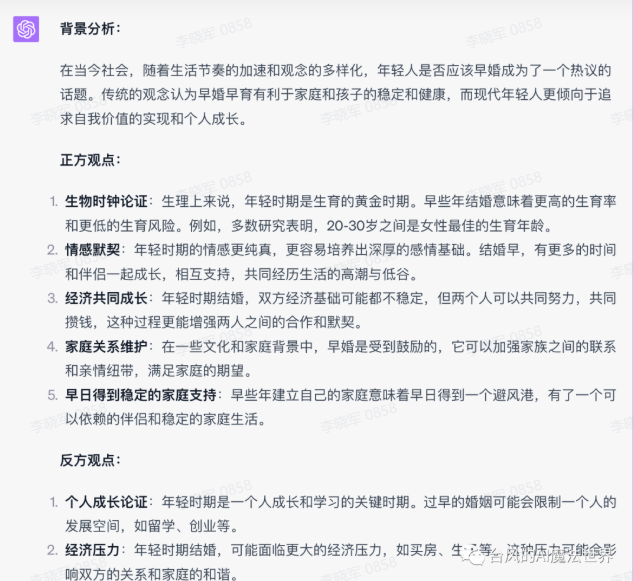 背景分析：
在当今社会，随着生活节奏的加速和观念的多样化，年轻人是否应该早婚成为了一个热议的
话题。传统的观念认为早婚早育有利于家庭和孩子的稳定和健康，而现代年轻人更倾向于追
求自我价值的实现和个人成长。
正方观点：
1. 生物时钟论证：生理上来说，年轻时期是生育的黄金时期。早些年结婚意味着更高的生育率
和更低的生育风险。例如，多数研究表明，20-30岁之间是女性最佳的生育年龄。
2. 情感默契：年轻时期的情感更纯真，更容易培养出深厚的感情基础。结婚早，有更多的时间
和伴侣一起成长，相互支持，共同经历生活的高潮与低谷。
3. 经济共同成长：年轻时期结婚，双方经济基础可能都不稳定，但两个人可以共同努力，共同
攒钱，这种过程更能增强两人之间的合作和默契。
4. 家庭关系维护：在一些文化和家庭背景中，早婚是受到鼓励的，它可以加强家族之间的联系
和亲情纽带，满足家庭的期望。
5. 早日得到稳定的家庭支持：早些年建立自己的家庭意味着早日得到一个避风港，有了一个可
以依赖的伴侣和稳定的家庭生活。
反方观点：
1. 个人成长论证：年轻时期是一个人成长和学习的关键时期。过早的婚姻可能会限制一个人的
发展空间，如留学、创业等。
2. 经济压力：年轻时期结婚，可能面临更大的经济压力，如买房、生子等。这种压力可能会影
响双方的关系和家庭的和谐。
李晓军 0858
台风的AI魔法世界